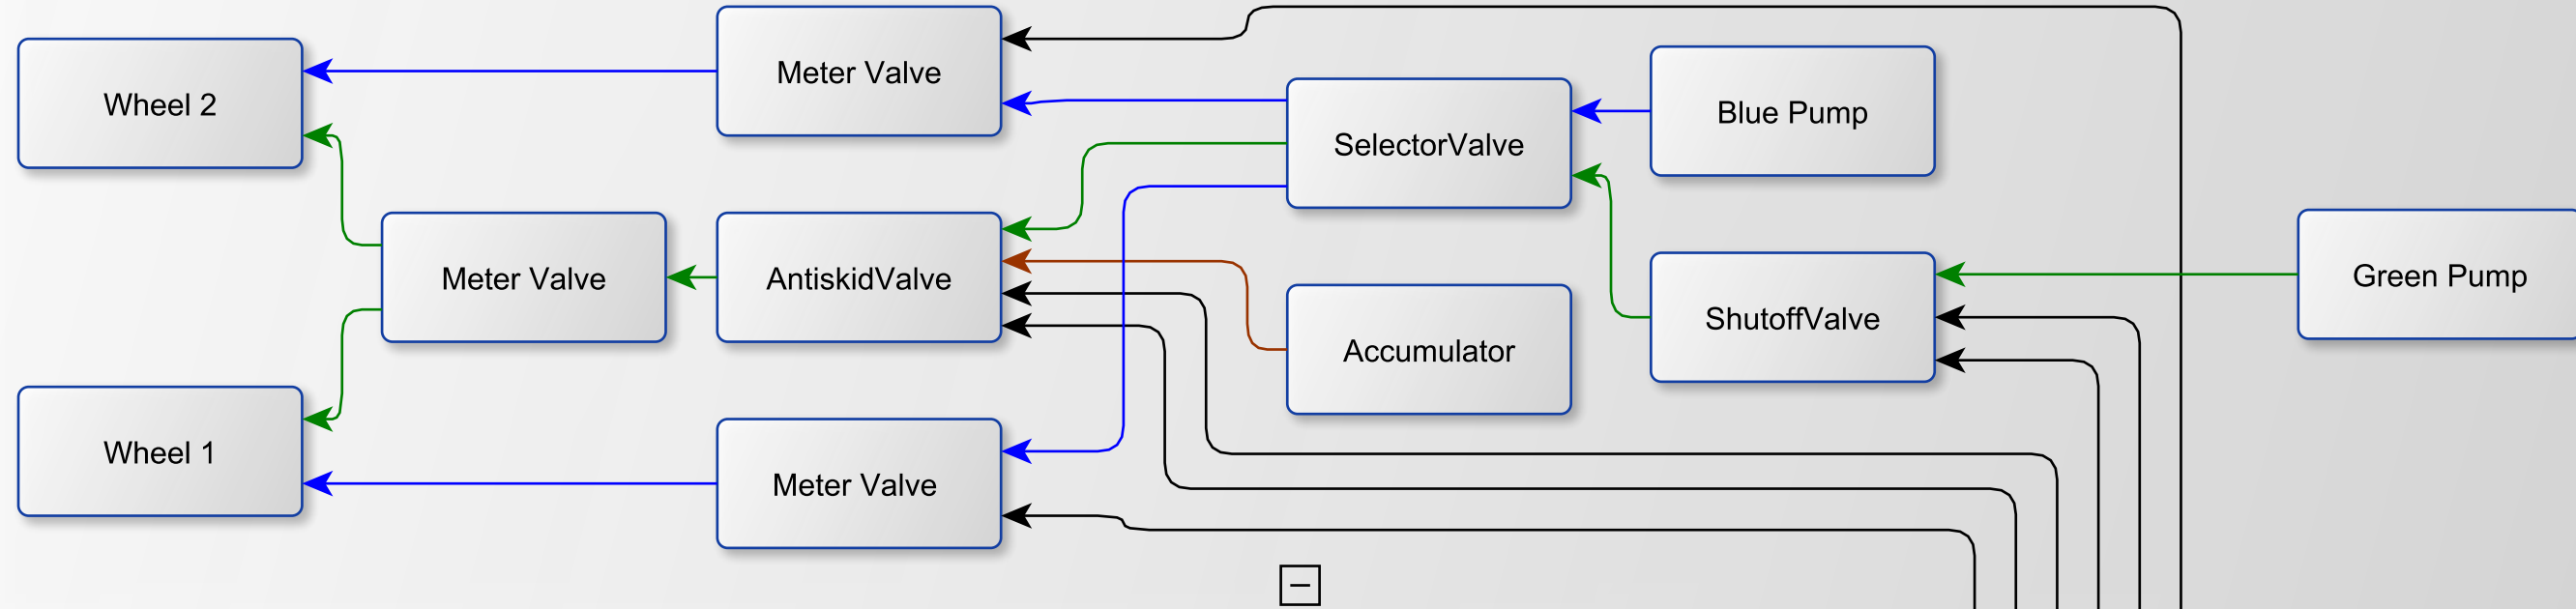 Meter Valve
Wheel 2
Blue Pump
SelectorValve
Meter Valve
AntiskidValve
Green Pump
ShutoffValve
Accumulator
Wheel 1
Meter Valve